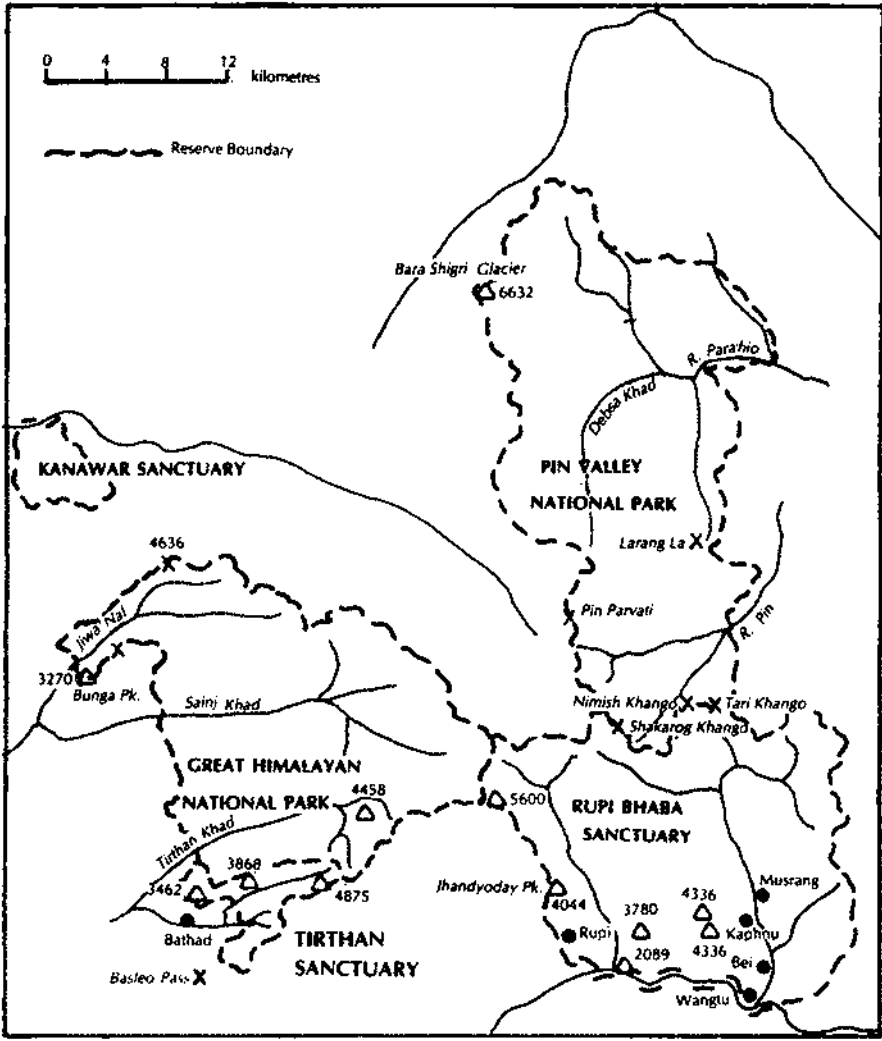 0 4 8 12
kilometres
Reserve Boundary
Bara Shigri Glacier
6632
R. Parahio
Debsa Khad
KANAWAR SANCTUARY
PIN VALLEY
NATIONAL PARK
Larang La
4636
Jiwa Nal
Pin Parvati
R. Pin
3270
Bunga Pk.
Sainj Khad
Nimish Khango
Tari Khango
Shakarog Khango
GREAT HIMALAYAN
NATIONAL PARK
4458
5600
RUPI BHABA
SANCTUARY
Tirthan Khad
3868
3462
4875
Jhandyoday Pk.
4044
Musrang
4336
3780
Kaphnu
4336
Rupi
Bathad
TIRTHAN
SANCTUARY
2089
Bei
Basleo Pass
Wangtu